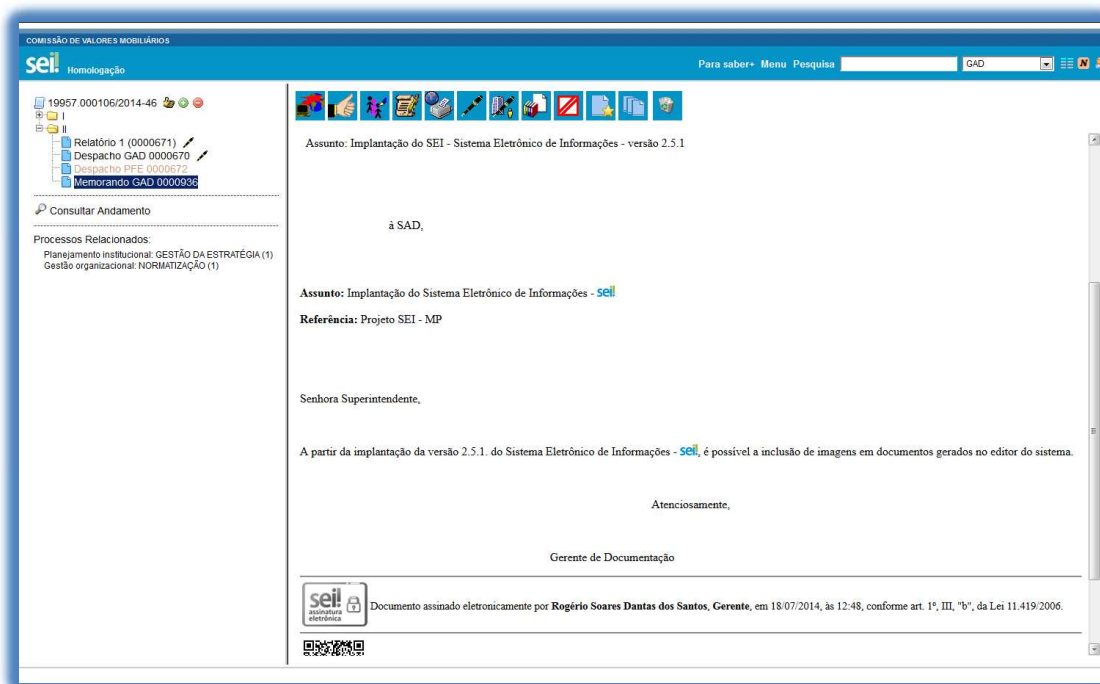 COMISSÃO DE VALORES MOBILIÁRIOS
sei! Homologação
Para saber+ Menu Pesquisa
GAD
N
19957.000106/2014-46
I
II
Relatório 1 (0000671)
Despacho GAD 0000670
Despacho PFE 0000672
Memorando GAD 0000936
Consultar Andamento
Processos Relacionados:
Planejamento institucional: GESTÃO DA ESTRATÉGIA (1)
Gestão organizacional: NORMATIZAÇÃO (1)
Assunto: Implantação do SEI - Sistema Eletrônico de Informações - versão 2.5.1
à SAD,
Assunto: Implantação do Sistema Eletrônico de Informações - sei!
Referência: Projeto SEI - MP
Senhora Superintendente,
A partir da implantação da versão 2.5.1. do Sistema Eletrônico de Informações - sei!, é possível a inclusão de imagens em documentos gerados no editor do sistema.
Atenciosamente,
Gerente de Documentação
sei!
assinatura
eletrônica
Documento assinado eletronicamente por Rogério Soares Dantas dos Santos, Gerente, em 18/07/2014, às 12:48, conforme art. 1º, III, "b", da Lei 11.419/2006.